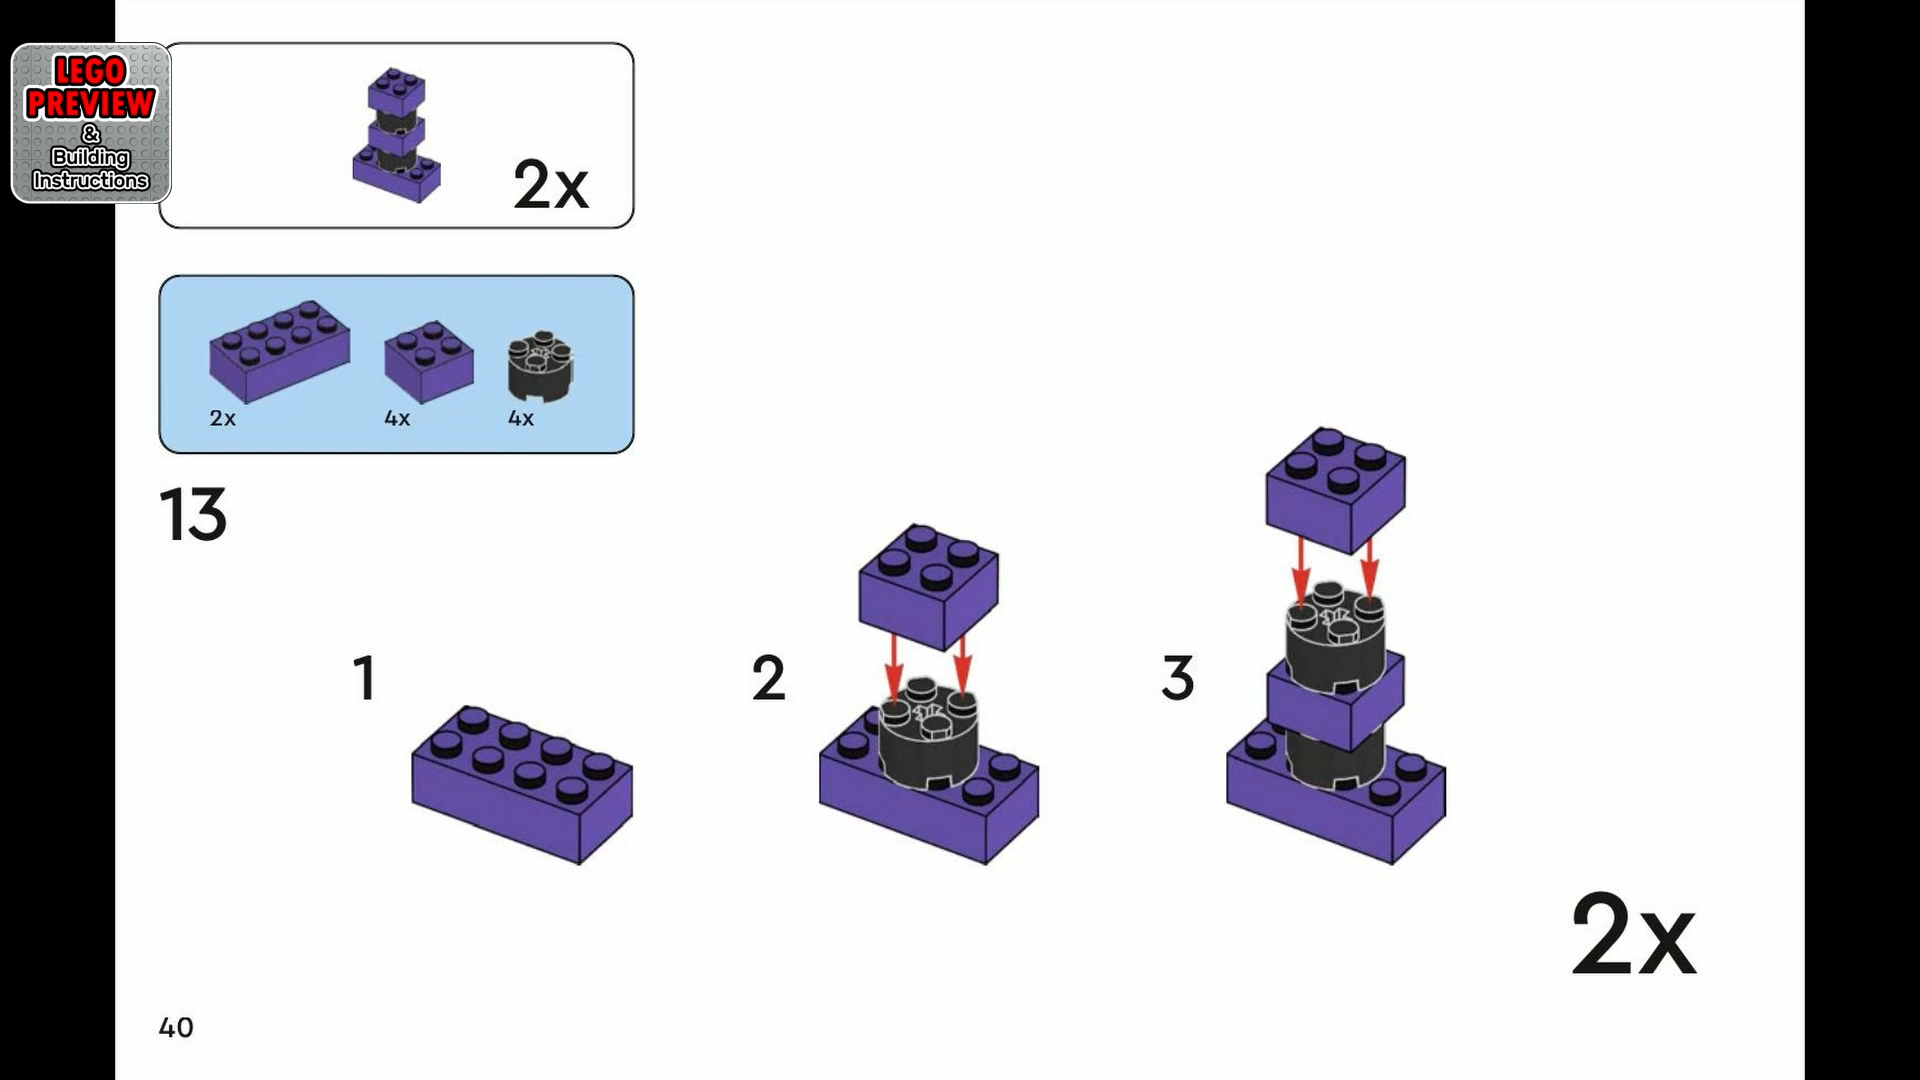 LEGO
PREVIEW
&
Building
Instructions
2x
2x 4x 4x
13
1 2 3
2x
40